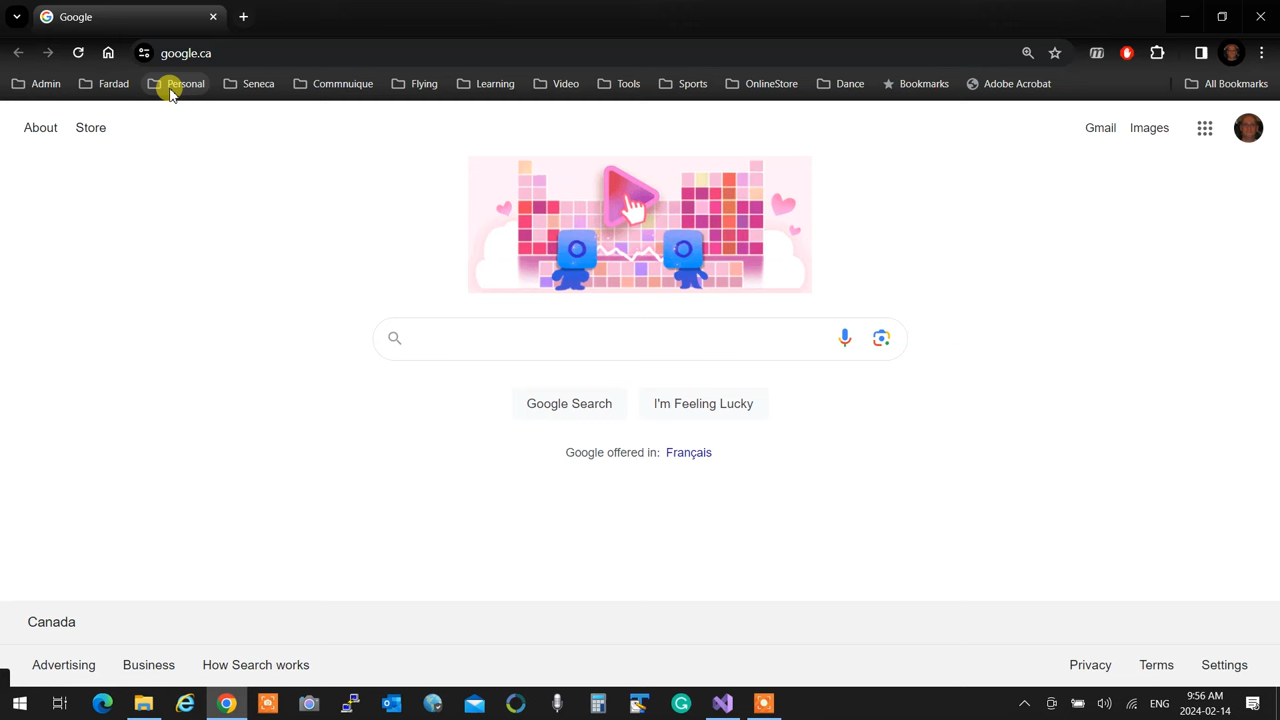 Google
google.ca
Admin Fardad Personal Seneca Commnuique Flying Learning Video Tools Sports OnlineStore Dance Bookmarks Adobe Acrobat All Bookmarks
About Store Gmail Images
Google Search I'm Feeling Lucky
Google offered in: Français
Canada
Advertising Business How Search works Privacy Terms Settings
9:56 AM
ENG
2024-02-14